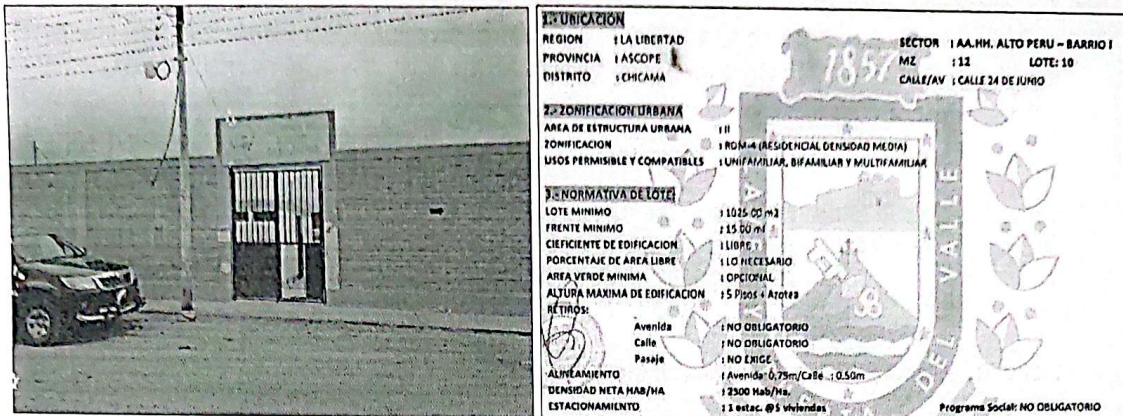 1.- UBICACIÓN
REGION : LA LIBERTAD
PROVINCIA : ASCOPE
DISTRITO : CHICAMA
SECTOR : AA.HH. ALTO PERU – BARRIO I
MZ : 12 LOTE: 10
CALLE/AV : CALLE 24 DE JUNIO
2.- ZONIFICACION URBANA
AREA DE ESTRUCTURA URBANA : II
ZONIFICACION : RDM-4 (RESIDENCIAL DENSIDAD MEDIA)
USOS PERMISIBLE Y COMPATIBLES : UNIFAMILIAR, BIFAMILIAR Y MULTIFAMILIAR
3.- NORMATIVA DE LOTE:
LOTE MINIMO : 1025.00 m2
FRENTE MINIMO : 15.00 ml
CIEFICIENTE DE EDIFICACION : LIBRE
PORCENTAJE DE AREA LIBRE : LO NECESARIO
AREA VERDE MINIMA : OPCIONAL
ALTURA MAXIMA DE EDIFICACION : 5 Pisos + Azotea
RETIROS:
Avenida : NO OBLIGATORIO
Calle : NO OBLIGATORIO
Pasaje : NO EXIGE
ALINEAMIENTO : Avenida: 0.75m/Calle : 0.50m
DENSIDAD NETA HAB/HA : 2300 Hab/Ha.
ESTACIONAMIENTO : 1 estac. @5 viviendas
Programa Social: NO OBLIGATORIO
1857
DEL VALLE